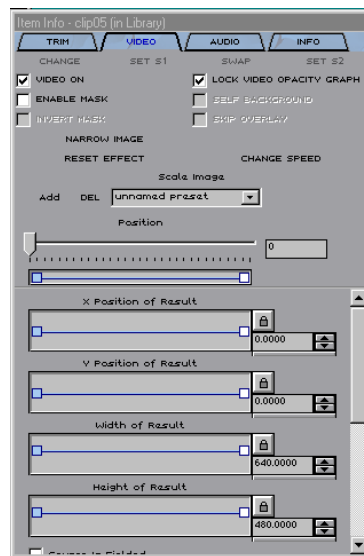 Item Info - clip05 (in Library)
TRIM VIDEO AUDIO INFO
CHANGE SET S1 SWAP SET S2
VIDEO ON LOCK VIDEO OPACITY GRAPH
ENABLE MASK SELF BACKGROUND
INVERT MASK SKIP OVERLAY
NARROW IMAGE
RESET EFFECT CHANGE SPEED
Scale Image
Add DEL unnamed preset
Position
0
X Position of Result
0.0000
Y Position of Result
0.0000
Width of Result
640.0000
Height of Result
480.0000
Source is Fielded